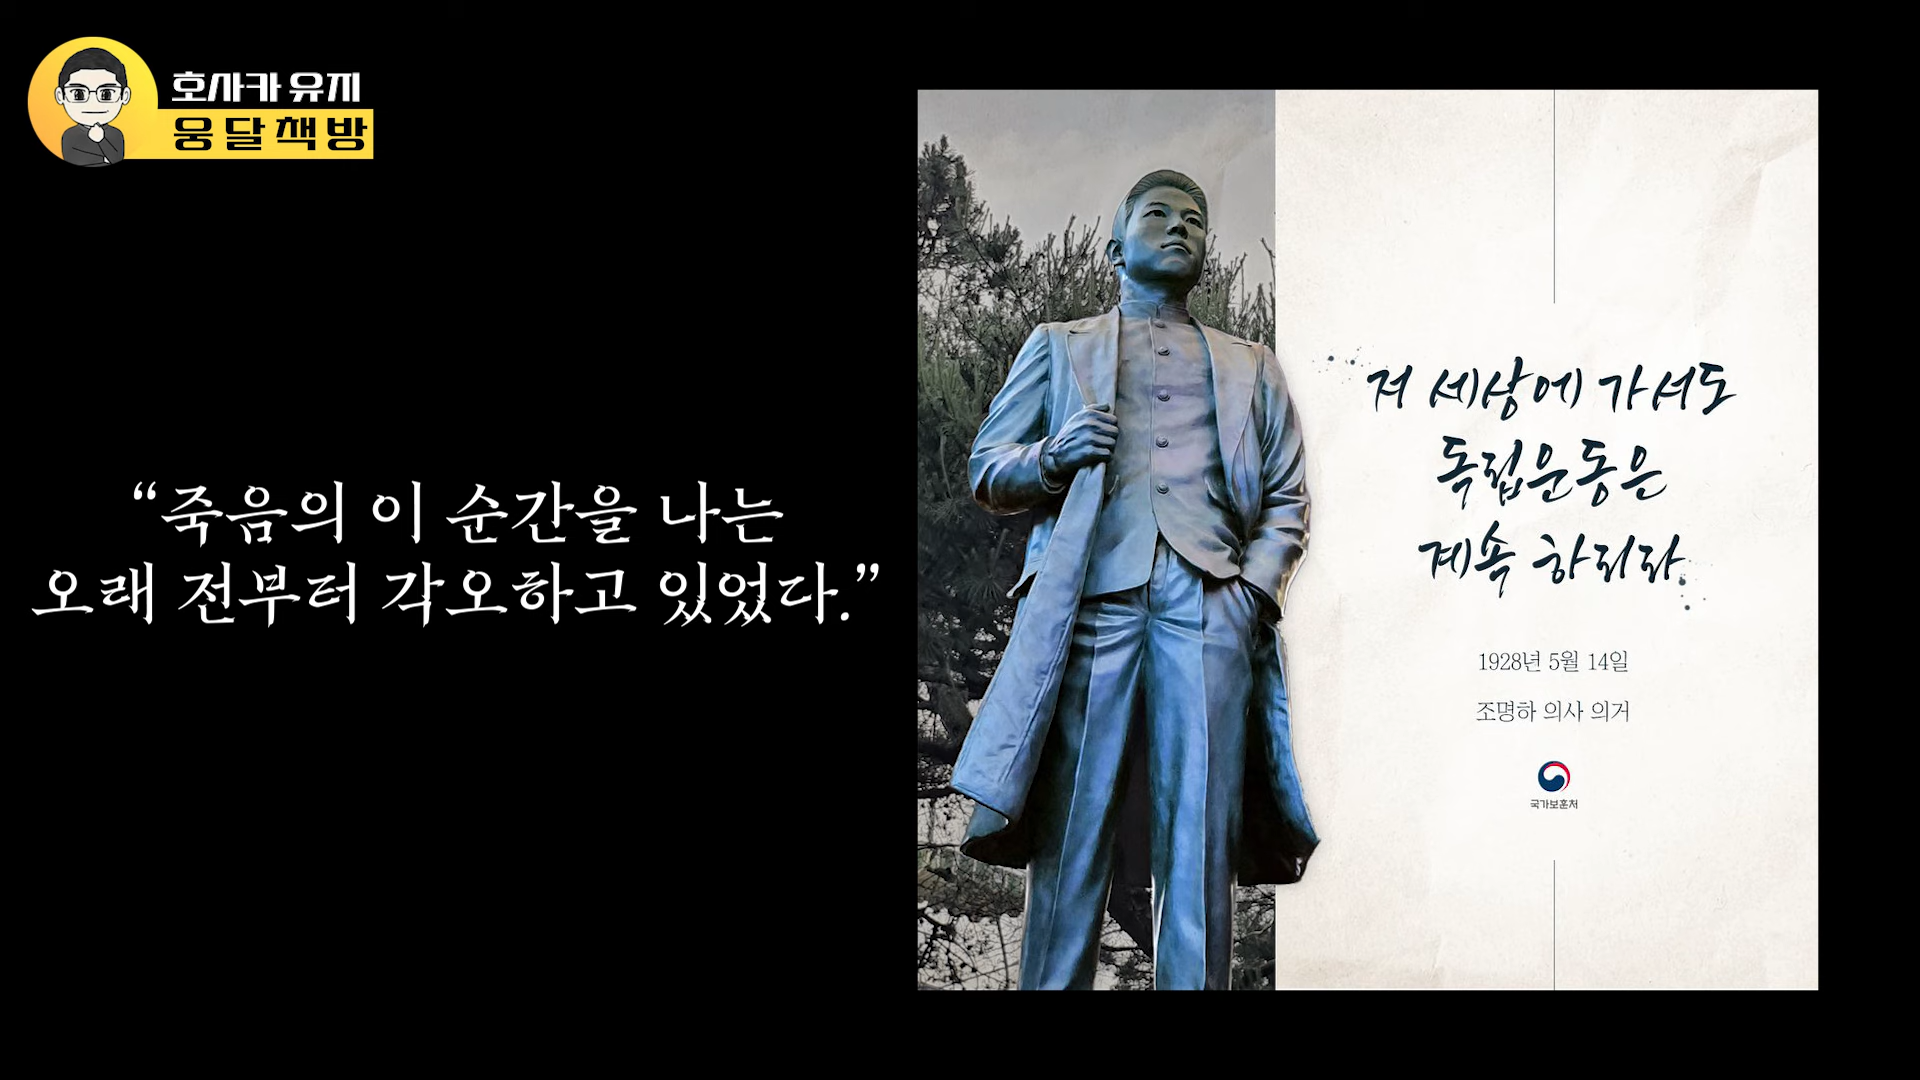 호사카 유지
웅달책방
“죽음의 이 순간을 나는
오래 전부터 각오하고 있었다.”
저 세상에 가서도
독립운동은
계속 하리라
1928년 5월 14일
조명하 의사 의거
국가보훈처